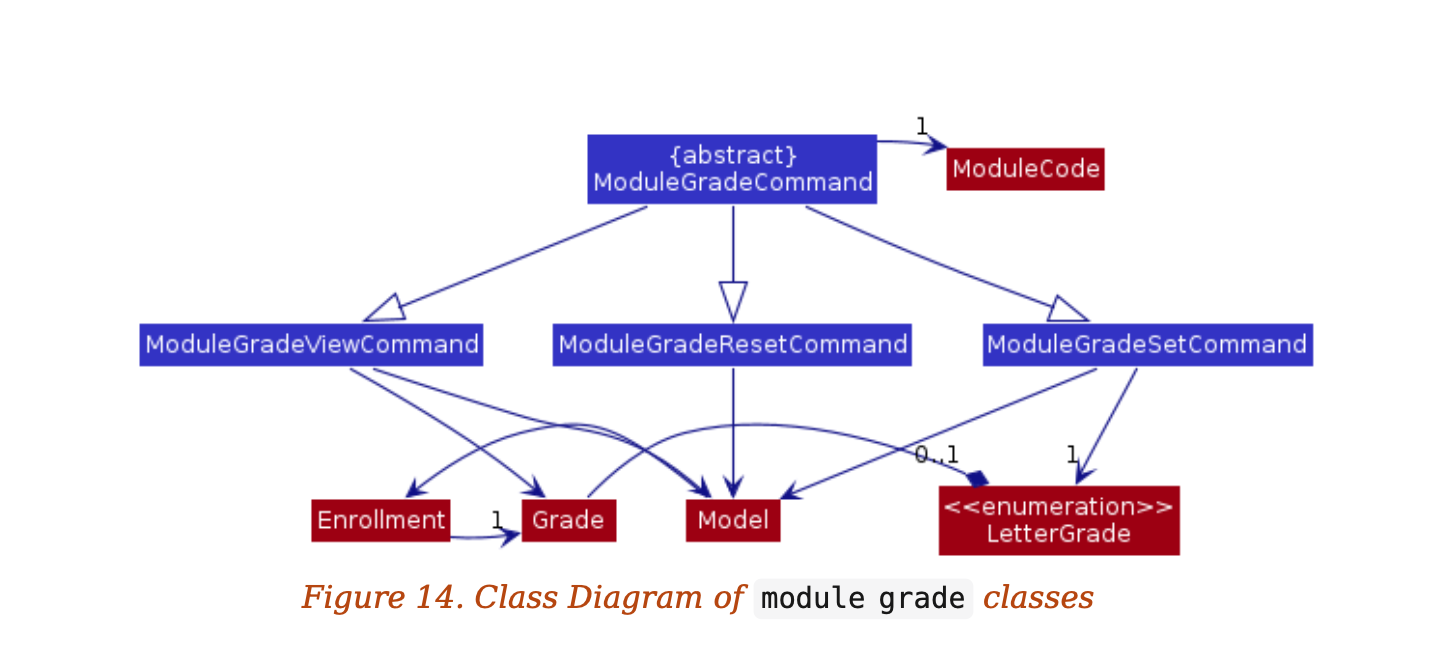 1
{abstract}
ModuleGradeCommand
ModuleCode
ModuleGradeViewCommand
ModuleGradeResetCommand
ModuleGradeSetCommand
0..1
1
Enrollment
1
Grade
Model
<<enumeration>>
LetterGrade
Figure 14. Class Diagram of module grade classes